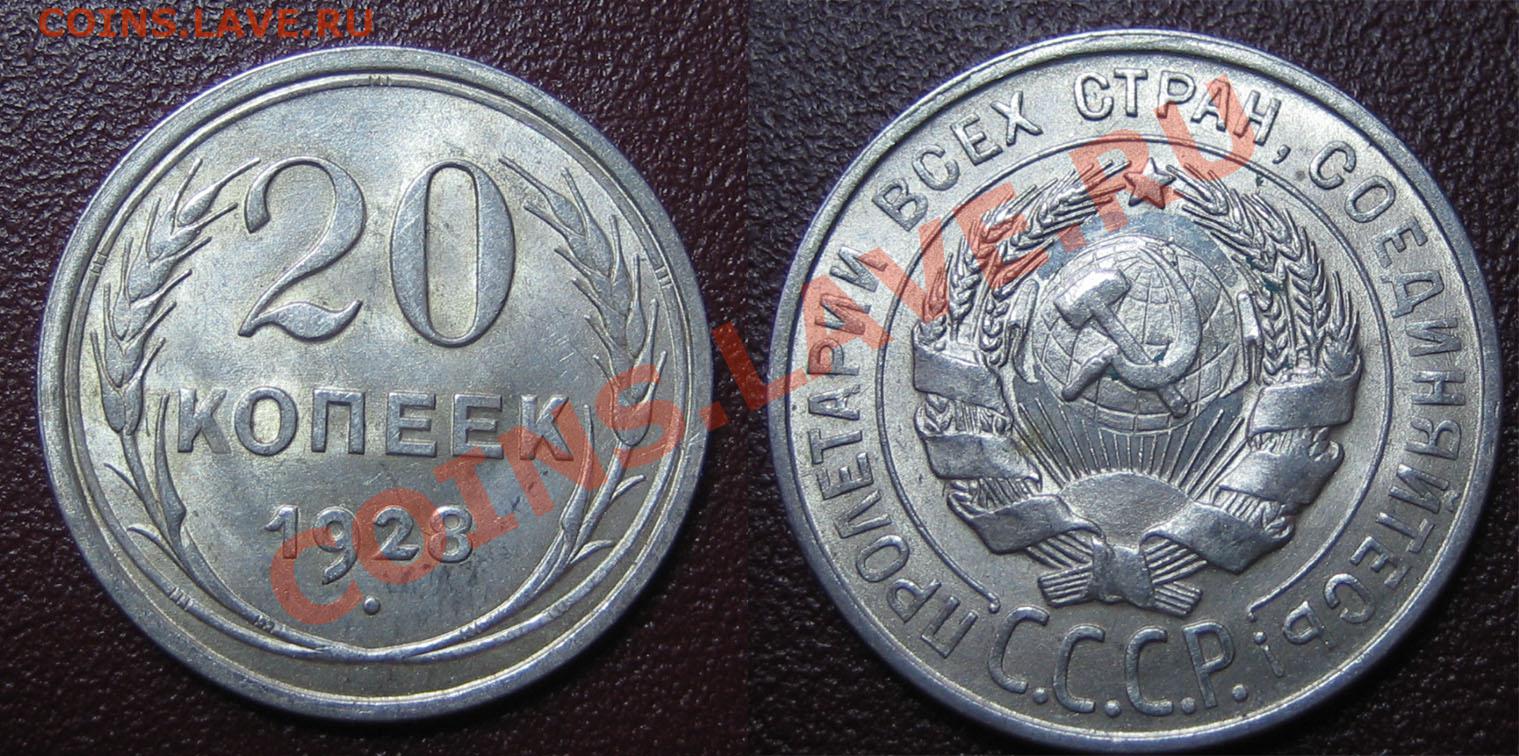 COINS.LAVE.RU
20
КОПЕЕК
1928
ПРОЛЕТАРИИ ВСЕХ СТРАН, СОЕДИНЯЙТЕСЬ!
С.С.С.Р.
COINS.LAVE.RU